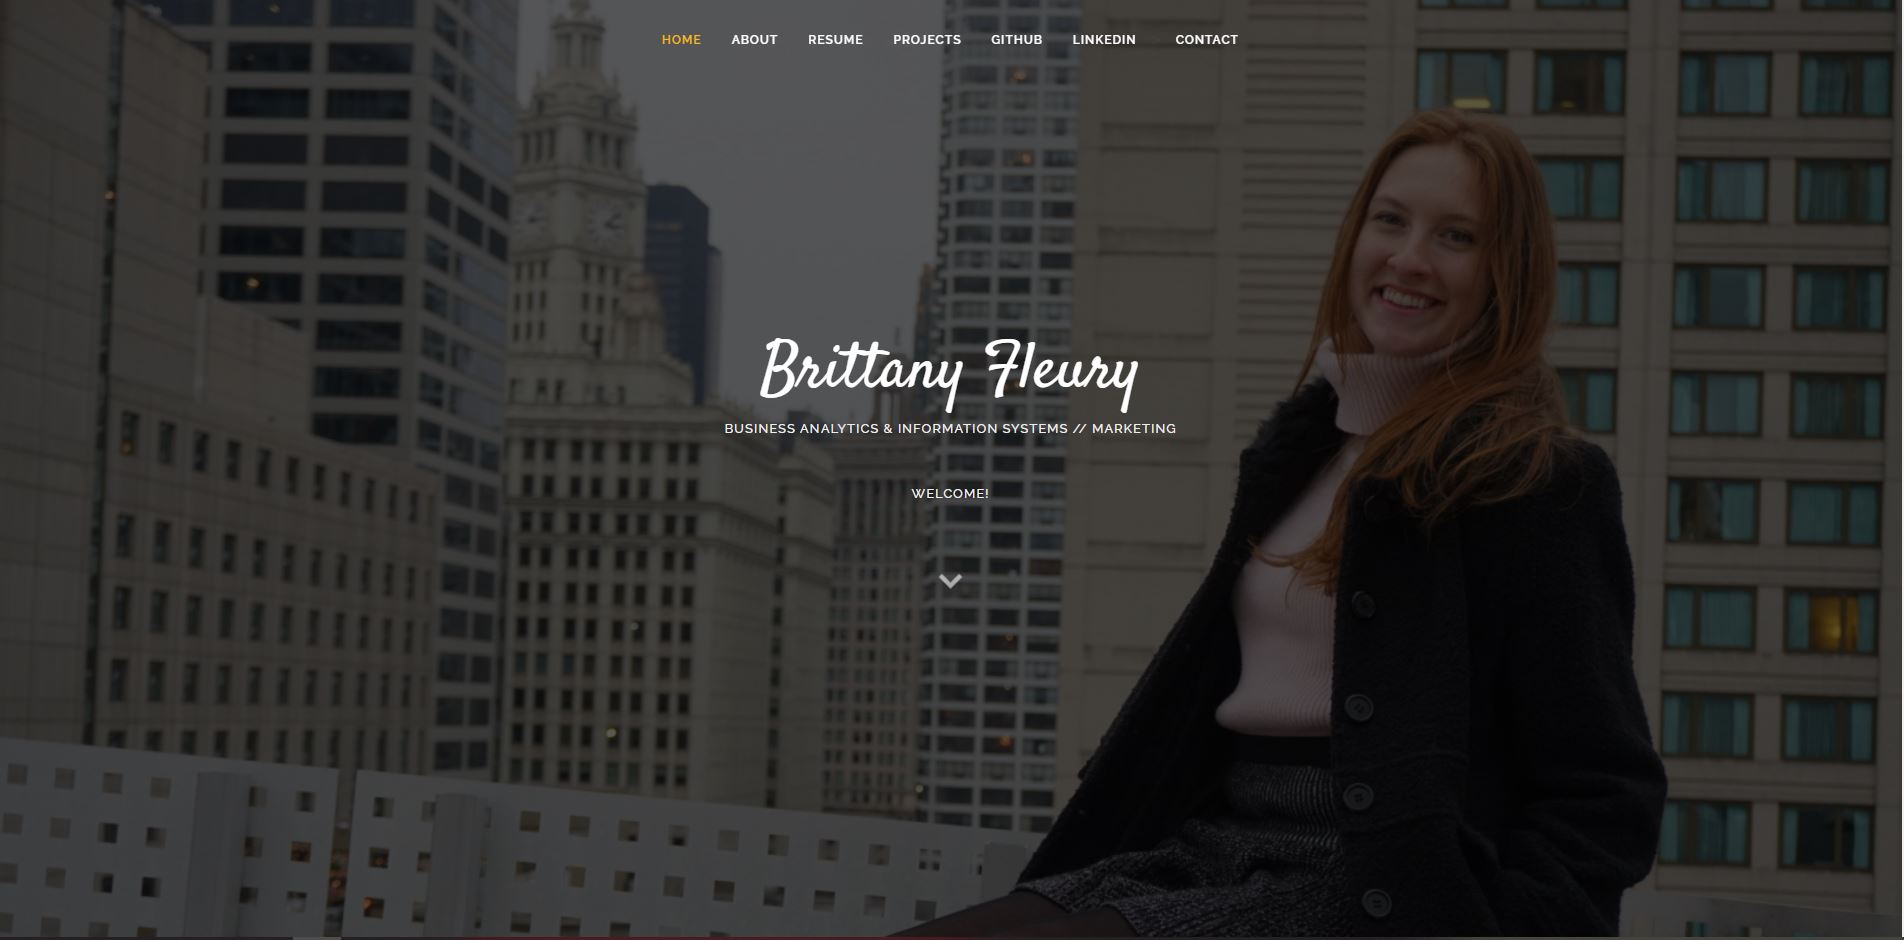 HOME ABOUT RESUME PROJECTS GITHUB LINKEDIN CONTACT
Brittany Fleury
BUSINESS ANALYTICS & INFORMATION SYSTEMS // MARKETING
WELCOME!